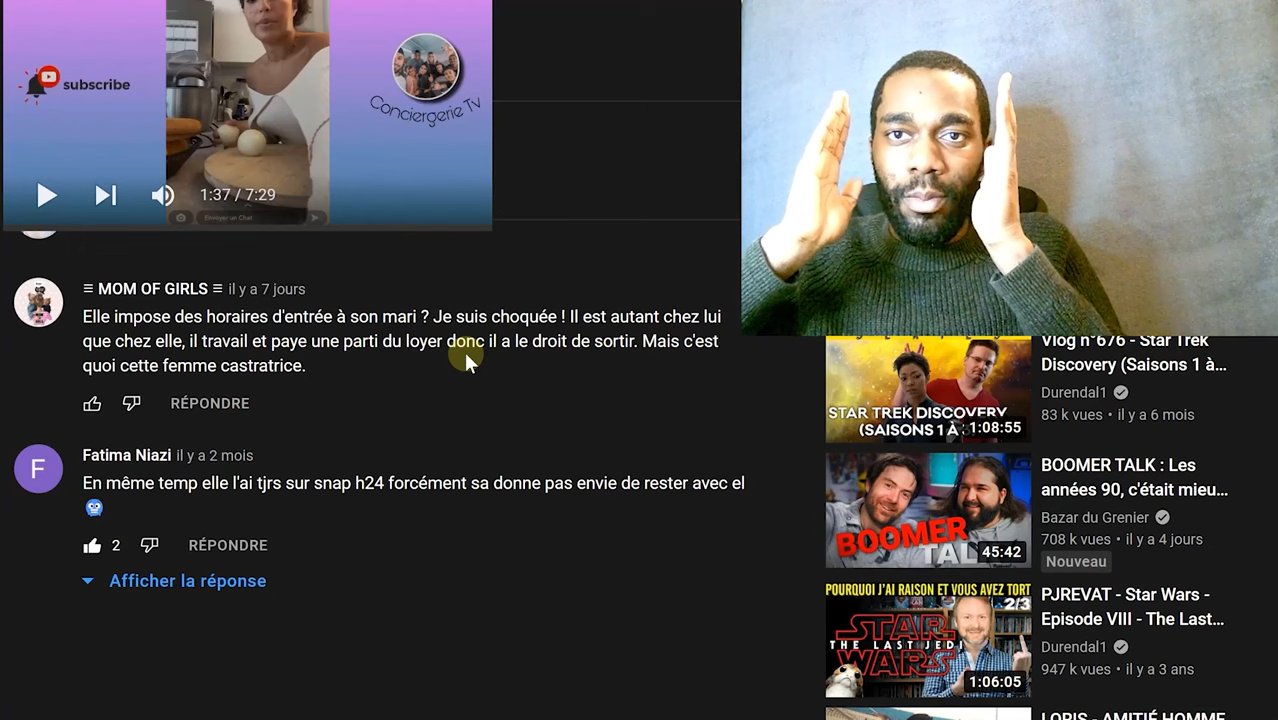 subscribe
Conciergerie Tv
1:37 / 7:29
Envoyer un Chat
≡ MOM OF GIRLS ≡ il y a 7 jours
Elle impose des horaires d'entrée à son mari ? Je suis choquée ! Il est autant chez lui
que chez elle, il travail et paye une parti du loyer donc il a le droit de sortir. Mais c'est
quoi cette femme castratrice.
RÉPONDRE
Fatima Niazi il y a 2 mois
En même temp elle l'ai tjrs sur snap h24 forcément sa donne pas envie de rester avec el
2 RÉPONDRE
Afficher la réponse
STAR TREK DISCOVERY
(SAISONS 1 À
1:08:55
Vlog n°676 - Star Trek
Discovery (Saisons 1 à...
Durendal1
83 k vues • il y a 6 mois
BOOMER
TALK
45:42
BOOMER TALK : Les
années 90, c'était mieu...
Bazar du Grenier
708 k vues • il y a 4 jours
Nouveau
POURQUOI J'AI RAISON ET VOUS AVEZ TORT
2/3
STAR
THE LAST JEDI
WARS
1:06:05
PJREVAT - Star Wars -
Episode VIII - The Last...
Durendal1
947 k vues • il y a 3 ans
LORIS - AMITIÉ HOMME